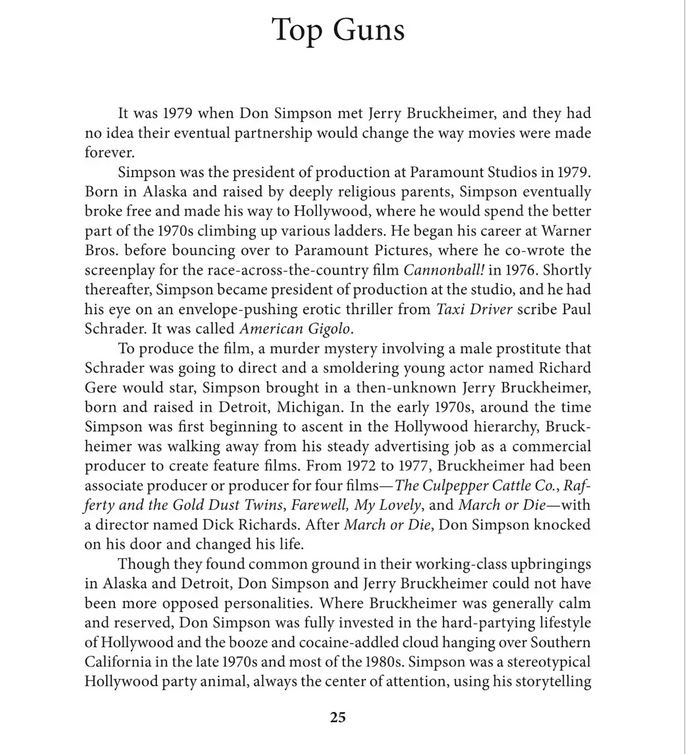 Top Guns
It was 1979 when Don Simpson met Jerry Bruckheimer, and they had
no idea their eventual partnership would change the way movies were made
forever.
Simpson was the president of production at Paramount Studios in 1979.
Born in Alaska and raised by deeply religious parents, Simpson eventually
broke free and made his way to Hollywood, where he would spend the better
part of the 1970s climbing up various ladders. He began his career at Warner
Bros. before bouncing over to Paramount Pictures, where he co-wrote the
screenplay for the race-across-the-country film Cannonball! in 1976. Shortly
thereafter, Simpson became president of production at the studio, and he had
his eye on an envelope-pushing erotic thriller from Taxi Driver scribe Paul
Schrader. It was called American Gigolo.
To produce the film, a murder mystery involving a male prostitute that
Schrader was going to direct and a smoldering young actor named Richard
Gere would star, Simpson brought in a then-unknown Jerry Bruckheimer,
born and raised in Detroit, Michigan. In the early 1970s, around the time
Simpson was first beginning to ascent in the Hollywood hierarchy, Bruck-
heimer was walking away from his steady advertising job as a commercial
producer to create feature films. From 1972 to 1977, Bruckheimer had been
associate producer or producer for four films—The Culpepper Cattle Co., Raf-
ferty and the Gold Dust Twins, Farewell, My Lovely, and March or Die—with
a director named Dick Richards. After March or Die, Don Simpson knocked
on his door and changed his life.
Though they found common ground in their working-class upbringings
in Alaska and Detroit, Don Simpson and Jerry Bruckheimer could not have
been more opposed personalities. Where Bruckheimer was generally calm
and reserved, Don Simpson was fully invested in the hard-partying lifestyle
of Hollywood and the booze and cocaine-addled cloud hanging over Southern
California in the late 1970s and most of the 1980s. Simpson was a stereotypical
Hollywood party animal, always the center of attention, using his storytelling
25